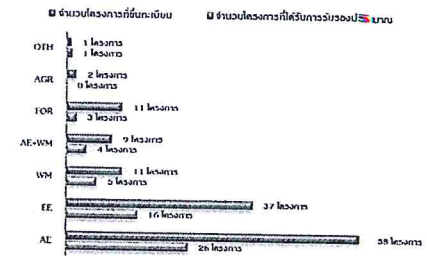 จำนวนโครงการที่ขึ้นทะเบียน จำนวนโครงการที่ได้รับการรับรองปริมาณ
OTH 1 โครงการ
1 โครงการ
AGR 2 โครงการ
0 โครงการ
FOR 11 โครงการ
3 โครงการ
AE+WM 9 โครงการ
4 โครงการ
WM 11 โครงการ
โครงการ
EE 37 โครงการ
16 โครงการ
AE โครงการ
26 โครงการ